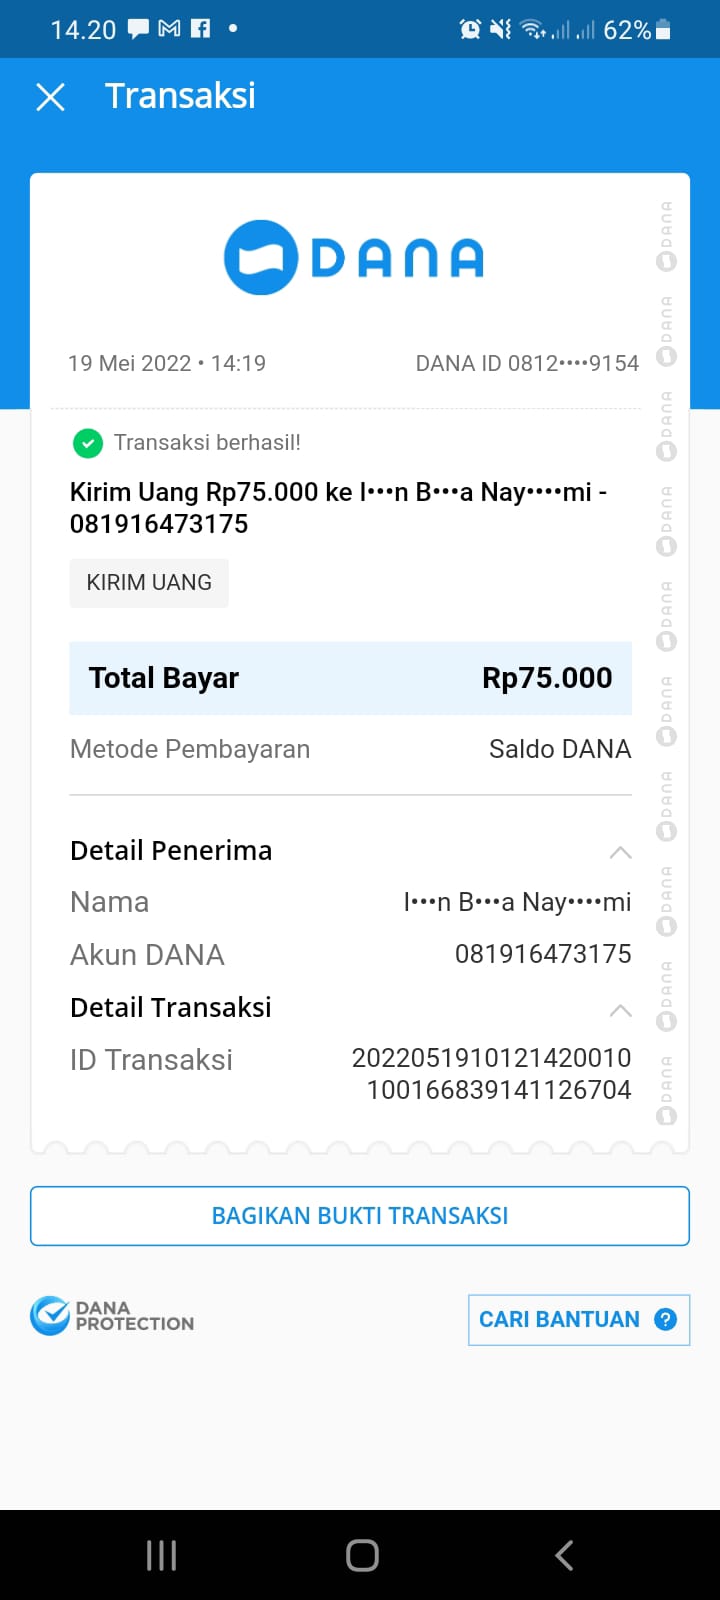 14.20
62%
Transaksi
DANA
19 Mei 2022 • 14:19
DANA ID 0812••••9154
Transaksi berhasil!
Kirim Uang Rp75.000 ke I•••n B•••a Nay••••mi -
081916473175
KIRIM UANG
Total Bayar Rp75.000
Metode Pembayaran Saldo DANA
Detail Penerima
Nama I•••n B•••a Nay••••mi
Akun DANA 081916473175
Detail Transaksi
ID Transaksi 2022051910121420010
100166839141126704
DANA
DANA
DANA
DANA
DANA
DANA
DANA
DANA
DANA
DANA
BAGIKAN BUKTI TRANSAKSI
DANA
PROTECTION
CARI BANTUAN ?